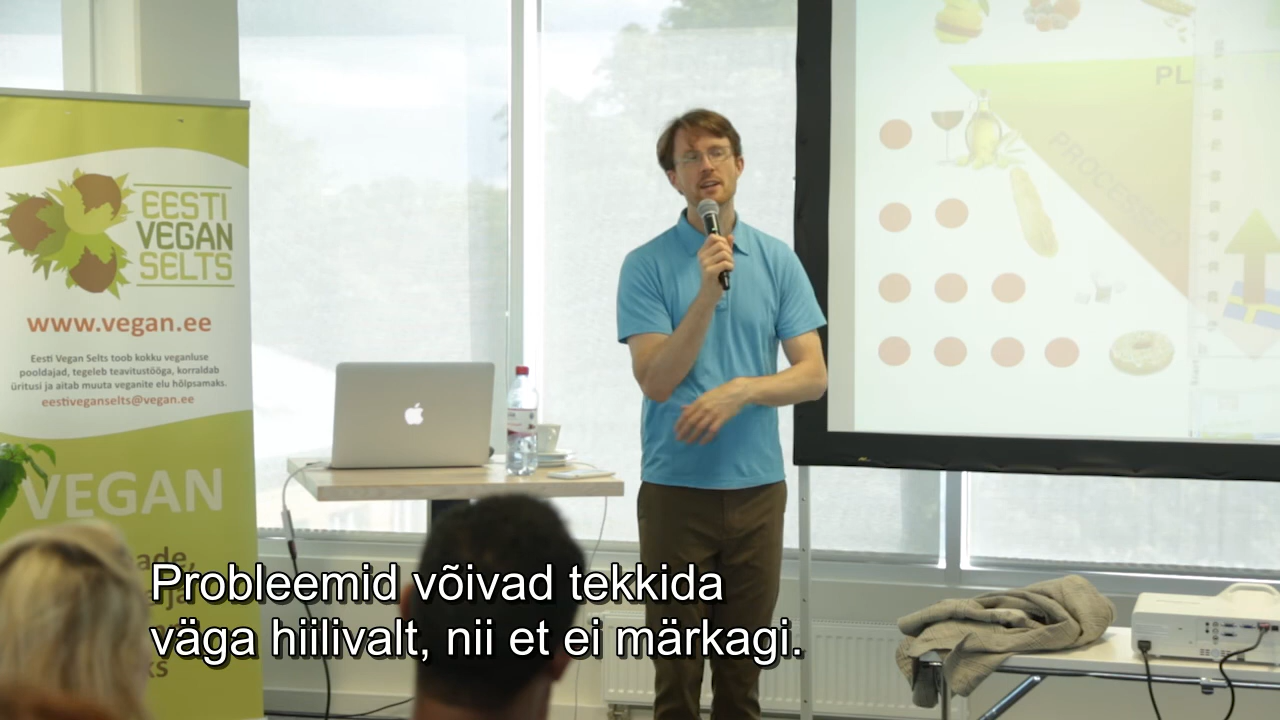 EESTI
VEGAN
SELTS
www.vegan.ee
Eesti Vegan Selts toob kokku veganluse
pooldajad, tegeleb teavitustööga, korraldab
üritusi ja aitab muuta veganite elu hõlpsamaks.
eestiveganselts@vegan.ee
VEGAN
PL
Probleemid võivad tekkida
väga hiilivalt, nii et ei märkagi.